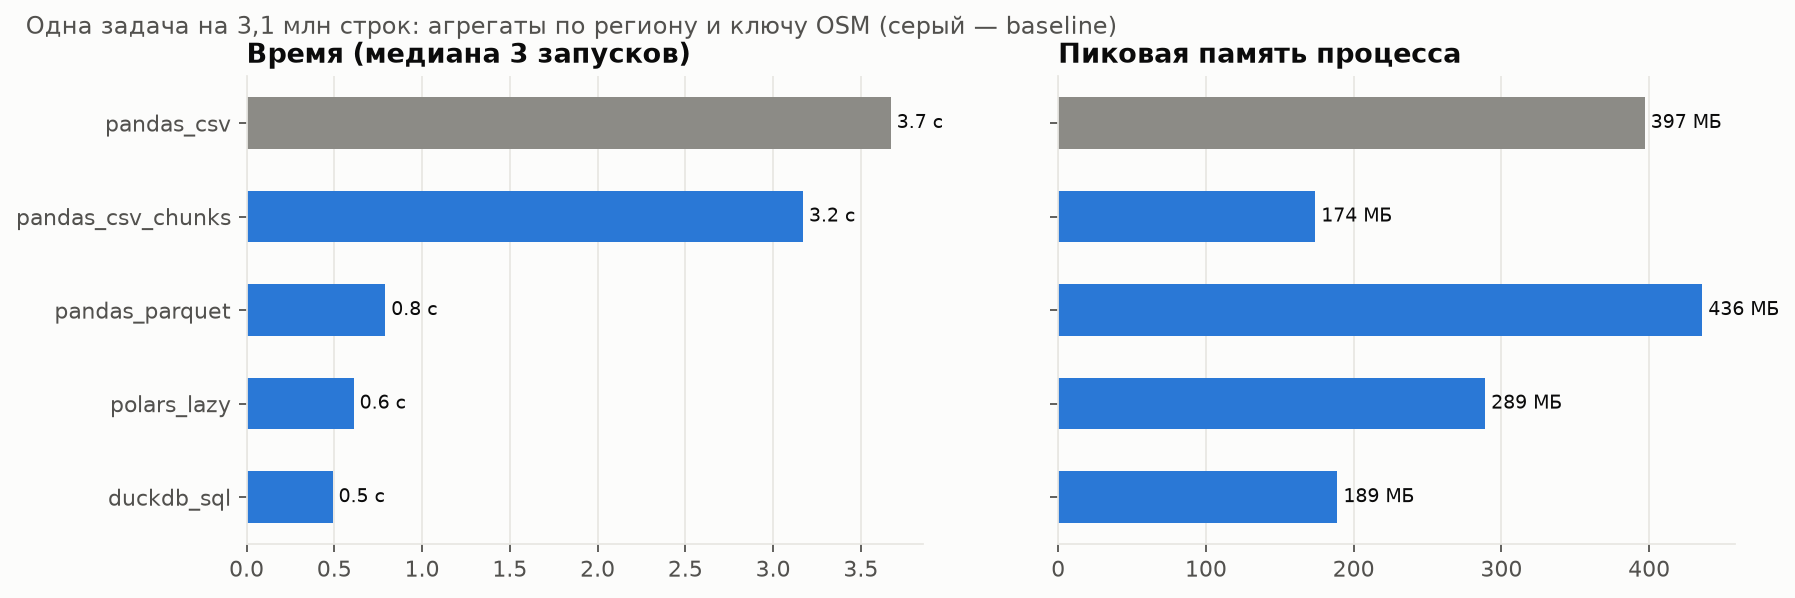 Одна задача на 3,1 млн строк: агрегаты по региону и ключу OSM (серый — baseline)
Время (медиана 3 запусков)
pandas_csv
3.7 с
pandas_csv_chunks
3.2 с
pandas_parquet
0.8 с
polars_lazy
0.6 с
duckdb_sql
0.5 с
0.0 0.5 1.0 1.5 2.0 2.5 3.0 3.5
Пиковая память процесса
397 МБ
174 МБ
436 МБ
289 МБ
189 МБ
0 100 200 300 400